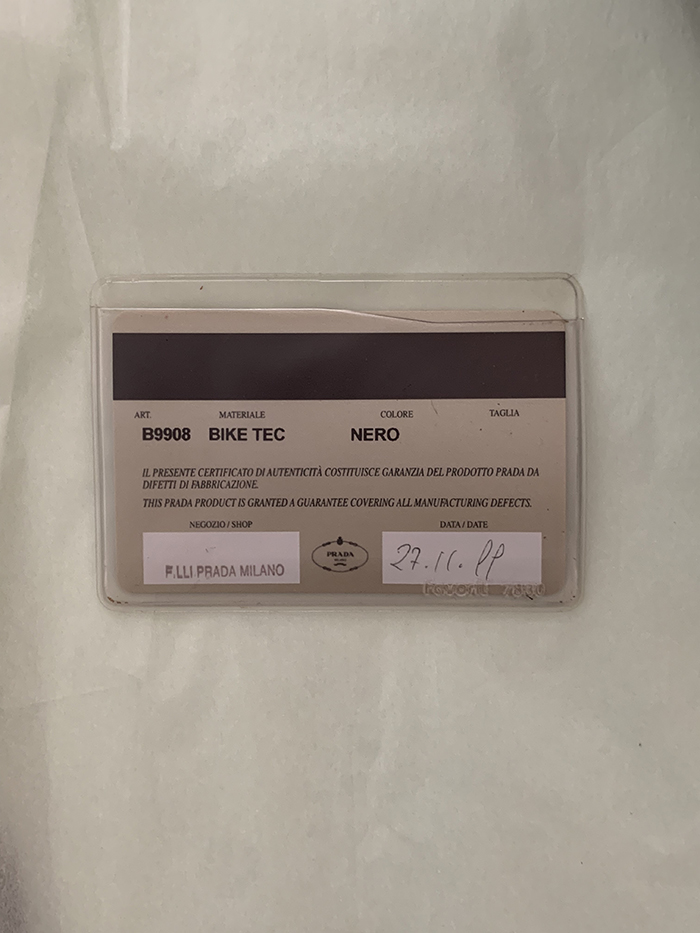 ART. MATERIALE COLORE TAGLIA
B9908 BIKE TEC NERO
IL PRESENTE CERTIFICATO DI AUTENTICITÀ COSTITUISCE GARANZIA DEL PRODOTTO PRADA DA
DIFETTI DI FABBRICAZIONE.
THIS PRADA PRODUCT IS GRANTED A GUARANTEE COVERING ALL MANUFACTURING DEFECTS.
NEGOZIO / SHOP DATA / DATE
F.LLI PRADA MILANO
PRADA
MILANO
27.11.99